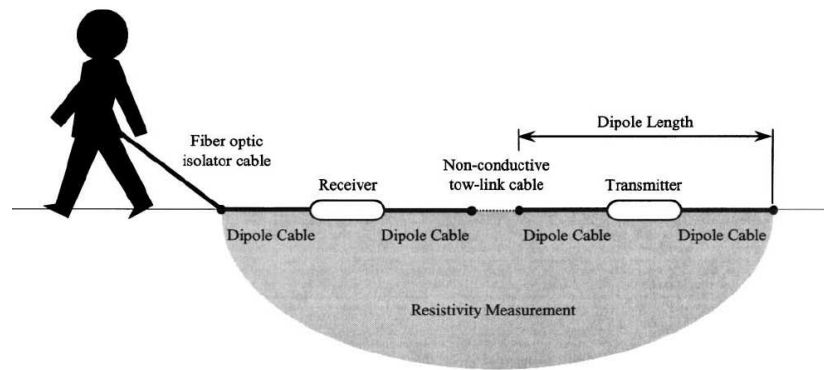 Dipole Length
Fiber optic
isolator cable
Non-conductive
tow-link cable
Receiver
Transmitter
Dipole Cable
Dipole Cable
Dipole Cable
Dipole Cable
Resistivity Measurement